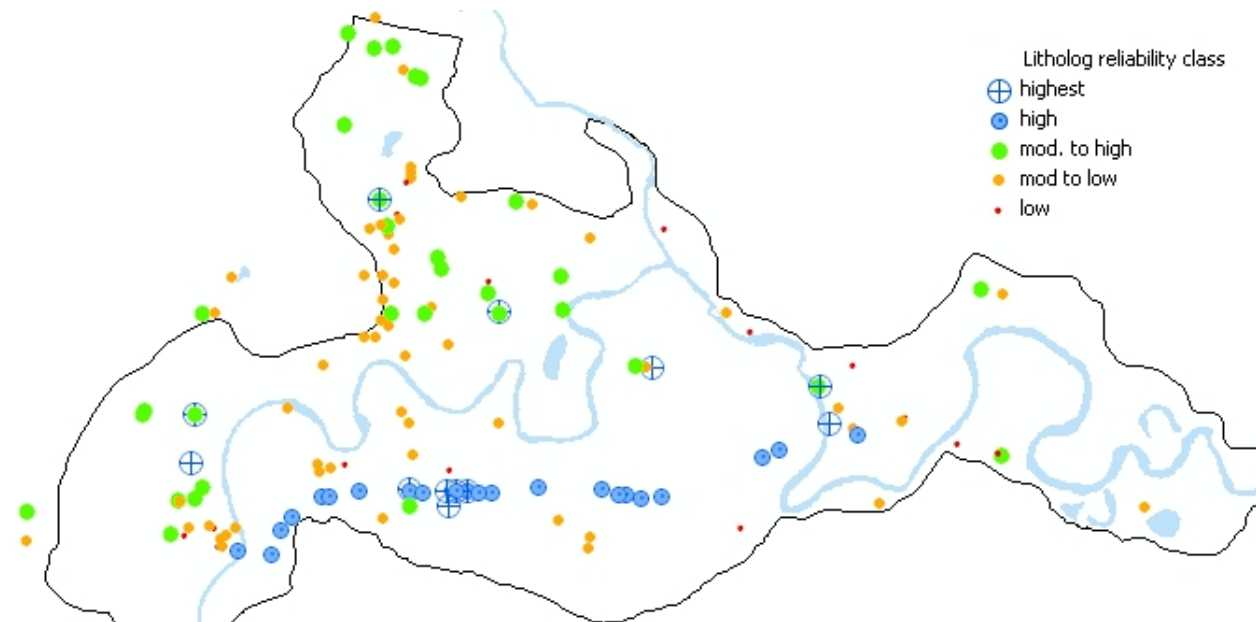 Litholog reliability class
highest
high
mod. to high
mod to low
low